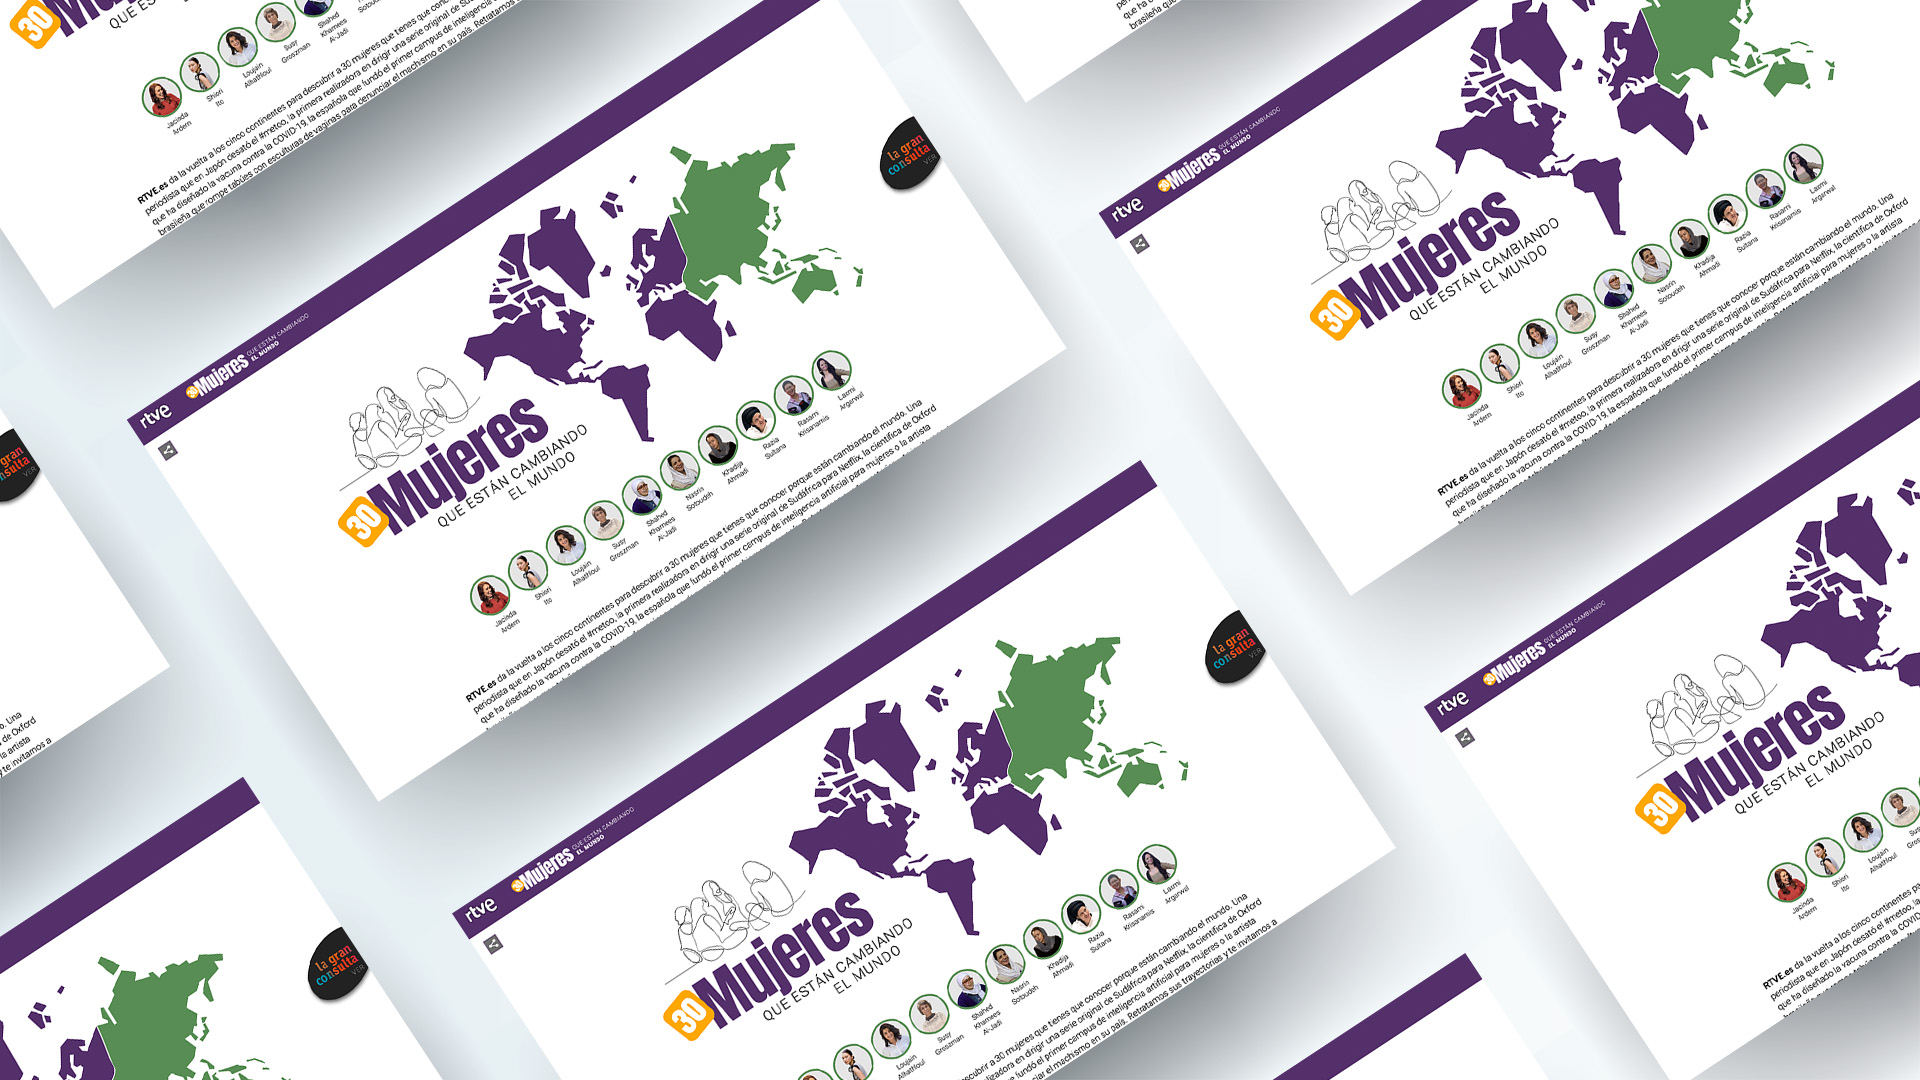 rtve
30 Mujeres QUE ESTÁN CAMBIANDO
EL MUNDO
la gran
consulta
VER
30 Mujeres
QUE ESTÁN CAMBIANDO
EL MUNDO
Jacinda
Ardern
Shiori
Ito
Loujain
Alhathloul
Susy
Groszman
Shahed
Khamees
Al-Jadi
Nasrin
Sotoudeh
Khadija
Ahmadi
Razia
Sultana
Rasami
Krisanamis
Laxmi
Argarwal
RTVE.es da la vuelta a los cinco continentes para descubrir a 30 mujeres que tienes que conocer porque están cambiando el mundo. Una
periodista que en Japón desató el #metoo, la primera realizadora en dirigir una serie original de Sudáfrica para Netflix, la científica de Oxford
que ha diseñado la vacuna contra la COVID-19, la española que fundó el primer campus de inteligencia artificial para mujeres o la artista
brasileña que rompe tabúes con esculturas de vaginas para denunciar el machismo en su país. Retratamos sus trayectorias y te invitamos a